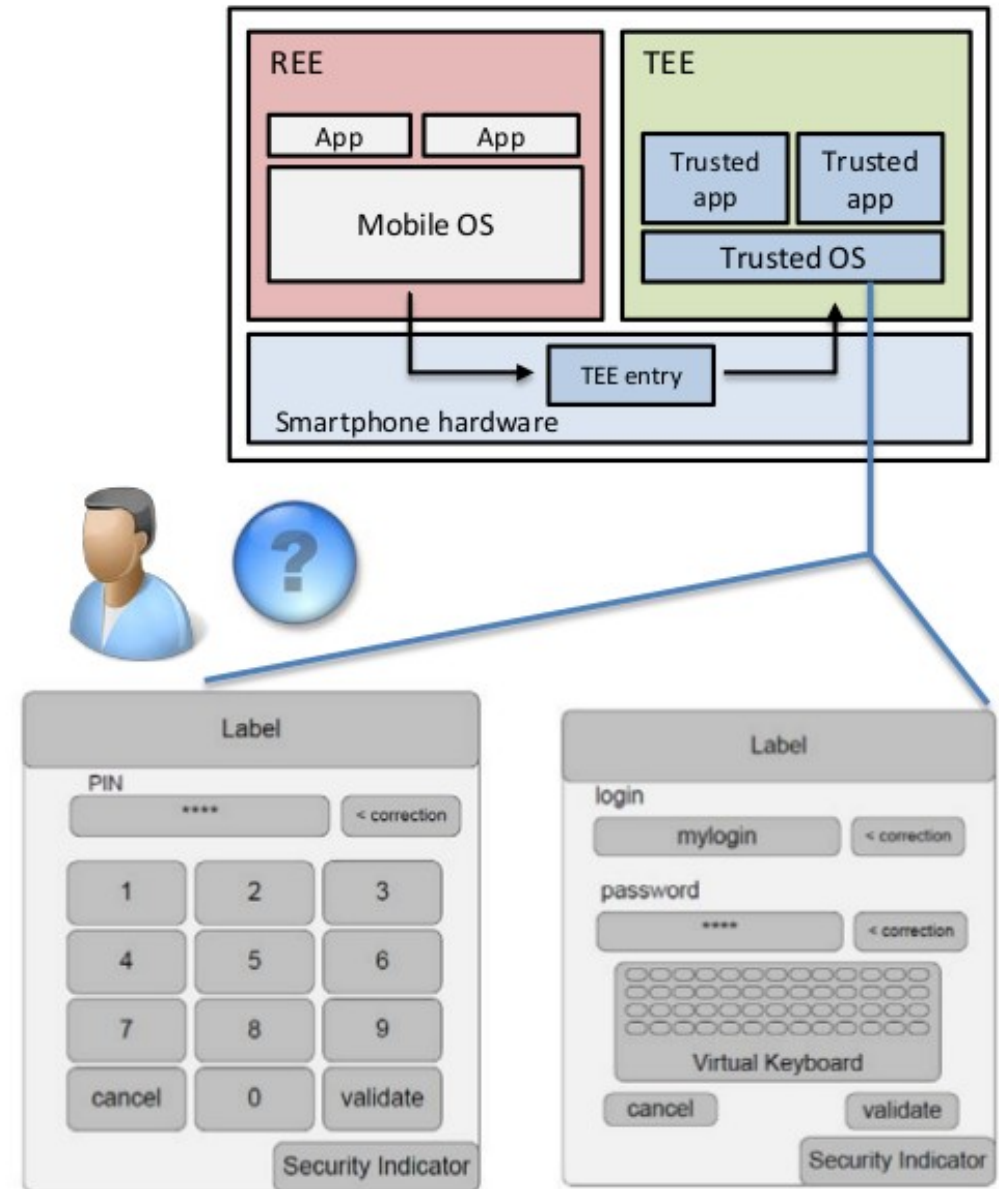 REE
TEE
App
App
Mobile OS
Trusted
app
Trusted
app
Trusted OS
TEE entry
Smartphone hardware
?
Label
PIN
****
< correction
1
2
3
4
5
6
7
8
9
cancel
0
validate
Security Indicator
Label
login
mylogin
< correction
password
****
< correction
Virtual Keyboard
cancel
validate
Security Indicator